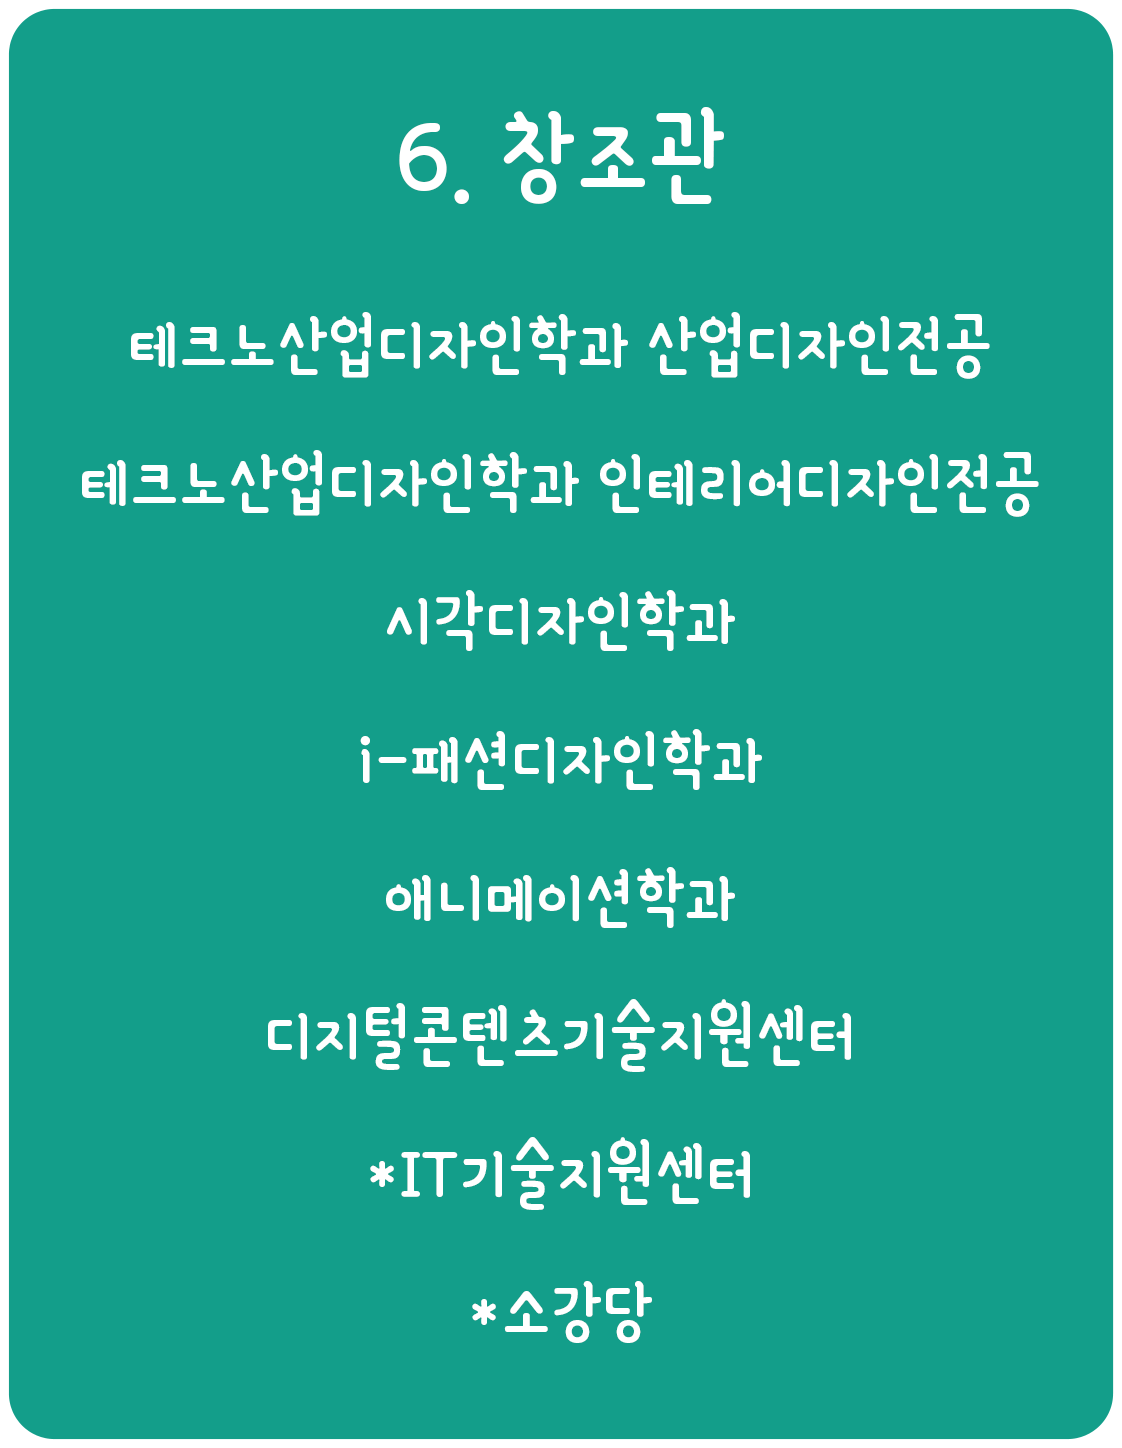 6. 창조관
테크노산업디자인학과 산업디자인전공
테크노산업디자인학과 인테리어디자인전공
시각디자인학과
i-패션디자인학과
애니메이션학과
디지털콘텐츠기술지원센터
*IT기술지원센터
*소강당